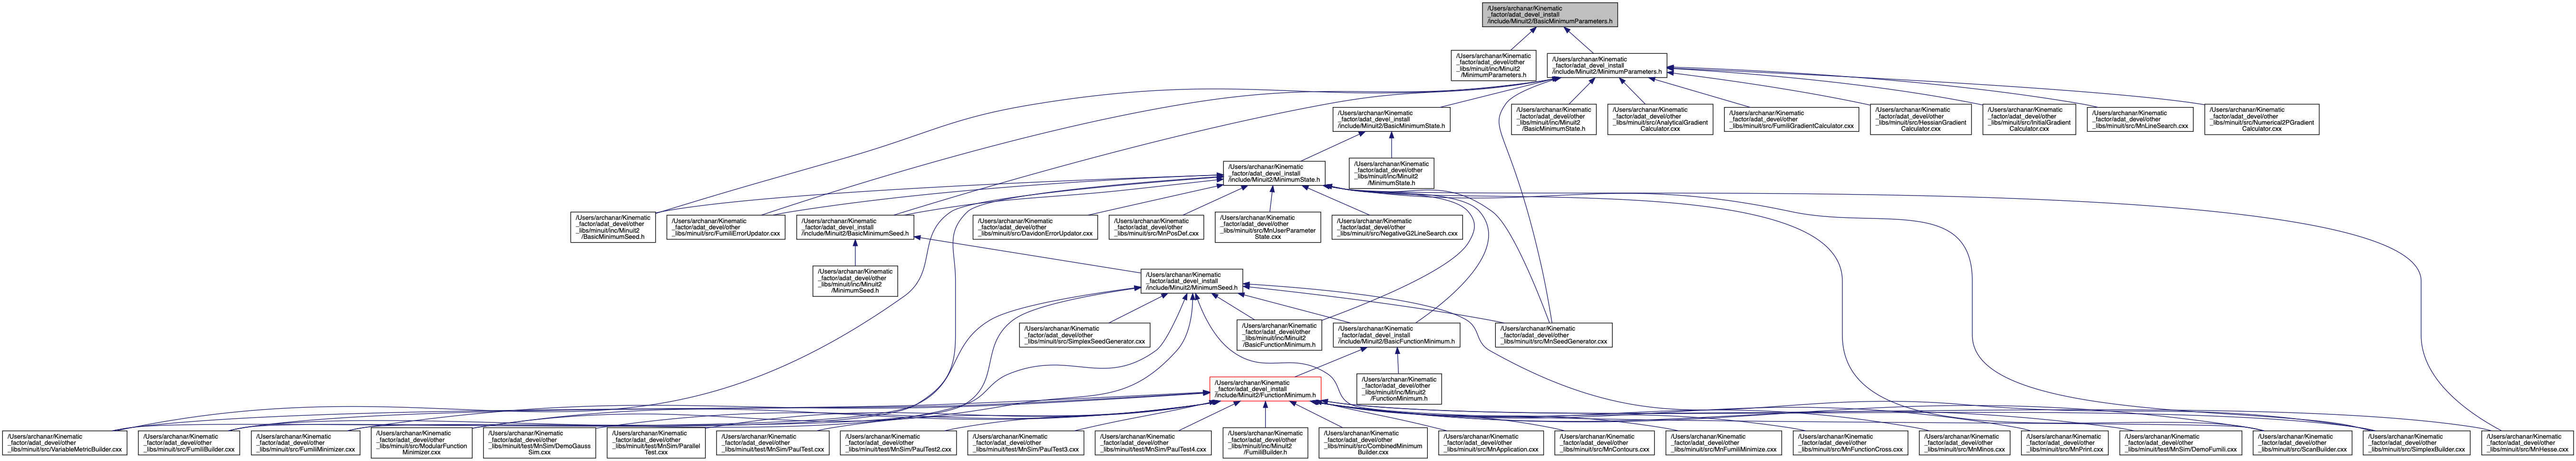 /Users/archanar/Kinematic
_factor/adat_devel_install
/include/Minuit2/BasicMinimumParameters.h
/Users/archanar/Kinematic
_factor/adat_devel/other
_libs/minuit/inc/Minuit2
/MinimumParameters.h
/Users/archanar/Kinematic
_factor/adat_devel_install
/include/Minuit2/MinimumParameters.h
/Users/archanar/Kinematic
_factor/adat_devel_install
/include/Minuit2/BasicMinimumState.h
/Users/archanar/Kinematic
_factor/adat_devel/other
_libs/minuit/inc/Minuit2
/BasicMinimumState.h
/Users/archanar/Kinematic
_factor/adat_devel/other
_libs/minuit/src/AnalyticalGradient
Calculator.cxx
/Users/archanar/Kinematic
_factor/adat_devel/other
_libs/minuit/src/FumiliGradientCalculator.cxx
/Users/archanar/Kinematic
_factor/adat_devel/other
_libs/minuit/src/HessianGradient
Calculator.cxx
/Users/archanar/Kinematic
_factor/adat_devel/other
_libs/minuit/src/InitialGradient
Calculator.cxx
/Users/archanar/Kinematic
_factor/adat_devel/other
_libs/minuit/src/MnLineSearch.cxx
/Users/archanar/Kinematic
_factor/adat_devel/other
_libs/minuit/src/Numerical2PGradient
Calculator.cxx
/Users/archanar/Kinematic
_factor/adat_devel_install
/include/Minuit2/MinimumState.h
/Users/archanar/Kinematic
_factor/adat_devel/other
_libs/minuit/inc/Minuit2
/MinimumState.h
/Users/archanar/Kinematic
_factor/adat_devel/other
_libs/minuit/inc/Minuit2
/BasicMinimumSeed.h
/Users/archanar/Kinematic
_factor/adat_devel/other
_libs/minuit/src/FumiliErrorUpdator.cxx
/Users/archanar/Kinematic
_factor/adat_devel_install
/include/Minuit2/BasicMinimumSeed.h
/Users/archanar/Kinematic
_factor/adat_devel/other
_libs/minuit/src/DavidonErrorUpdator.cxx
/Users/archanar/Kinematic
_factor/adat_devel/other
_libs/minuit/src/MnPosDef.cxx
/Users/archanar/Kinematic
_factor/adat_devel/other
_libs/minuit/src/MnUserParameter
State.cxx
/Users/archanar/Kinematic
_factor/adat_devel/other
_libs/minuit/src/NegativeG2LineSearch.cxx
/Users/archanar/Kinematic
_factor/adat_devel/other
_libs/minuit/inc/Minuit2
/MinimumSeed.h
/Users/archanar/Kinematic
_factor/adat_devel_install
/include/Minuit2/MinimumSeed.h
/Users/archanar/Kinematic
_factor/adat_devel/other
_libs/minuit/src/SimplexSeedGenerator.cxx
/Users/archanar/Kinematic
_factor/adat_devel/other
_libs/minuit/inc/Minuit2
/BasicFunctionMinimum.h
/Users/archanar/Kinematic
_factor/adat_devel_install
/include/Minuit2/BasicFunctionMinimum.h
/Users/archanar/Kinematic
_factor/adat_devel/other
_libs/minuit/src/MnSeedGenerator.cxx
/Users/archanar/Kinematic
_factor/adat_devel_install
/include/Minuit2/FunctionMinimum.h
/Users/archanar/Kinematic
_factor/adat_devel/other
_libs/minuit/inc/Minuit2
/FunctionMinimum.h
/Users/archanar/Kinematic
_factor/adat_devel/other
_libs/minuit/src/VariableMetricBuilder.cxx
/Users/archanar/Kinematic
_factor/adat_devel/other
_libs/minuit/src/FumiliBuilder.cxx
/Users/archanar/Kinematic
_factor/adat_devel/other
_libs/minuit/src/FumiliMinimizer.cxx
/Users/archanar/Kinematic
_factor/adat_devel/other
_libs/minuit/src/ModularFunction
Minimizer.cxx
/Users/archanar/Kinematic
_factor/adat_devel/other
_libs/minuit/test/MnSim/DemoGauss
Sim.cxx
/Users/archanar/Kinematic
_factor/adat_devel/other
_libs/minuit/test/MnSim/Parallel
Test.cxx
/Users/archanar/Kinematic
_factor/adat_devel/other
_libs/minuit/test/MnSim/PaulTest.cxx
/Users/archanar/Kinematic
_factor/adat_devel/other
_libs/minuit/test/MnSim/PaulTest2.cxx
/Users/archanar/Kinematic
_factor/adat_devel/other
_libs/minuit/test/MnSim/PaulTest3.cxx
/Users/archanar/Kinematic
_factor/adat_devel/other
_libs/minuit/test/MnSim/PaulTest4.cxx
/Users/archanar/Kinematic
_factor/adat_devel/other
_libs/minuit/inc/Minuit2
/FumiliBuilder.h
/Users/archanar/Kinematic
_factor/adat_devel/other
_libs/minuit/src/CombinedMinimum
Builder.cxx
/Users/archanar/Kinematic
_factor/adat_devel/other
_libs/minuit/src/MnApplication.cxx
/Users/archanar/Kinematic
_factor/adat_devel/other
_libs/minuit/src/MnContours.cxx
/Users/archanar/Kinematic
_factor/adat_devel/other
_libs/minuit/src/MnFumiliMinimize.cxx
/Users/archanar/Kinematic
_factor/adat_devel/other
_libs/minuit/src/MnFunctionCross.cxx
/Users/archanar/Kinematic
_factor/adat_devel/other
_libs/minuit/src/MnMinos.cxx
/Users/archanar/Kinematic
_factor/adat_devel/other
_libs/minuit/src/MnPrint.cxx
/Users/archanar/Kinematic
_factor/adat_devel/other
_libs/minuit/test/MnSim/DemoFumili.cxx
/Users/archanar/Kinematic
_factor/adat_devel/other
_libs/minuit/src/ScanBuilder.cxx
/Users/archanar/Kinematic
_factor/adat_devel/other
_libs/minuit/src/SimplexBuilder.cxx
/Users/archanar/Kinematic
_factor/adat_devel/other
_libs/minuit/src/MnHesse.cxx